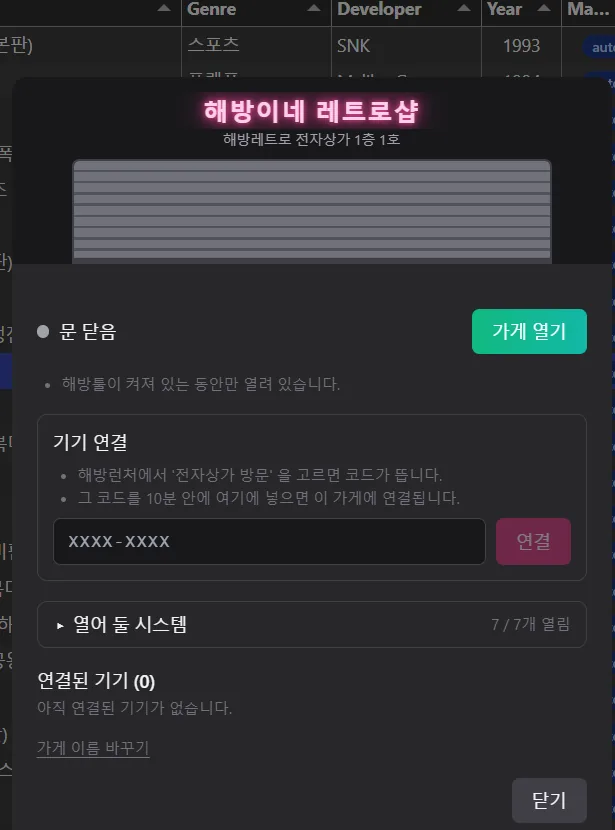 Genre
Developer
Year
Ma...
본판)
스포츠
SNK
1993
해방이네 레트로샵
해방레트로 전자상가 1층 1호
문 닫음
가게 열기
해방툴이 켜져 있는 동안만 열려 있습니다.
기기 연결
해방런처에서 '전자상가 방문' 을 고르면 코드가 뜹니다.
그 코드를 10분 안에 여기에 넣으면 이 가게에 연결됩니다.
XXXX-XXXX
연결
▸ 열어 둘 시스템
7 / 7개 열림
연결된 기기 (0)
아직 연결된 기기가 없습니다.
가게 이름 바꾸기
닫기